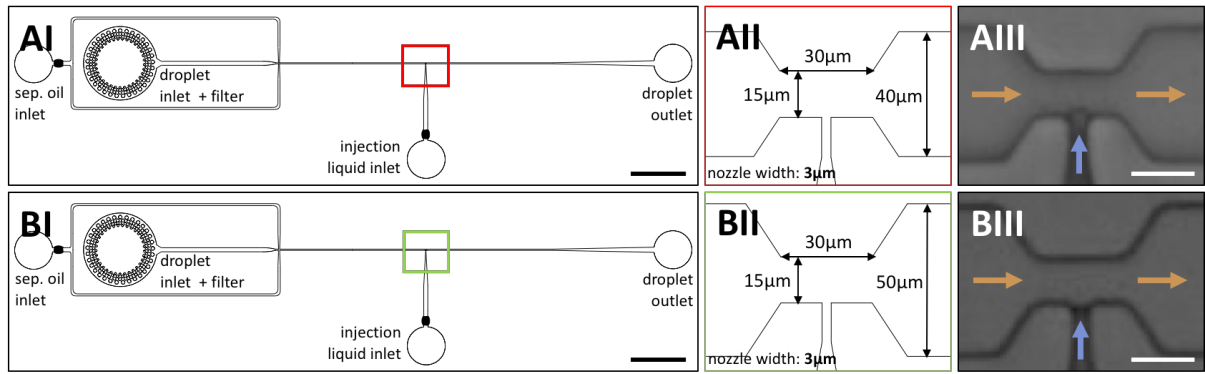 AI
sep. oil
inlet
droplet
inlet + filter
injection
liquid inlet
droplet
outlet
AII
30µm
15µm
40µm
nozzle width: 3µm
AIII
BI
sep. oil
inlet
droplet
inlet + filter
injection
liquid inlet
droplet
outlet
BII
30µm
15µm
50µm
nozzle width: 3µm
BIII